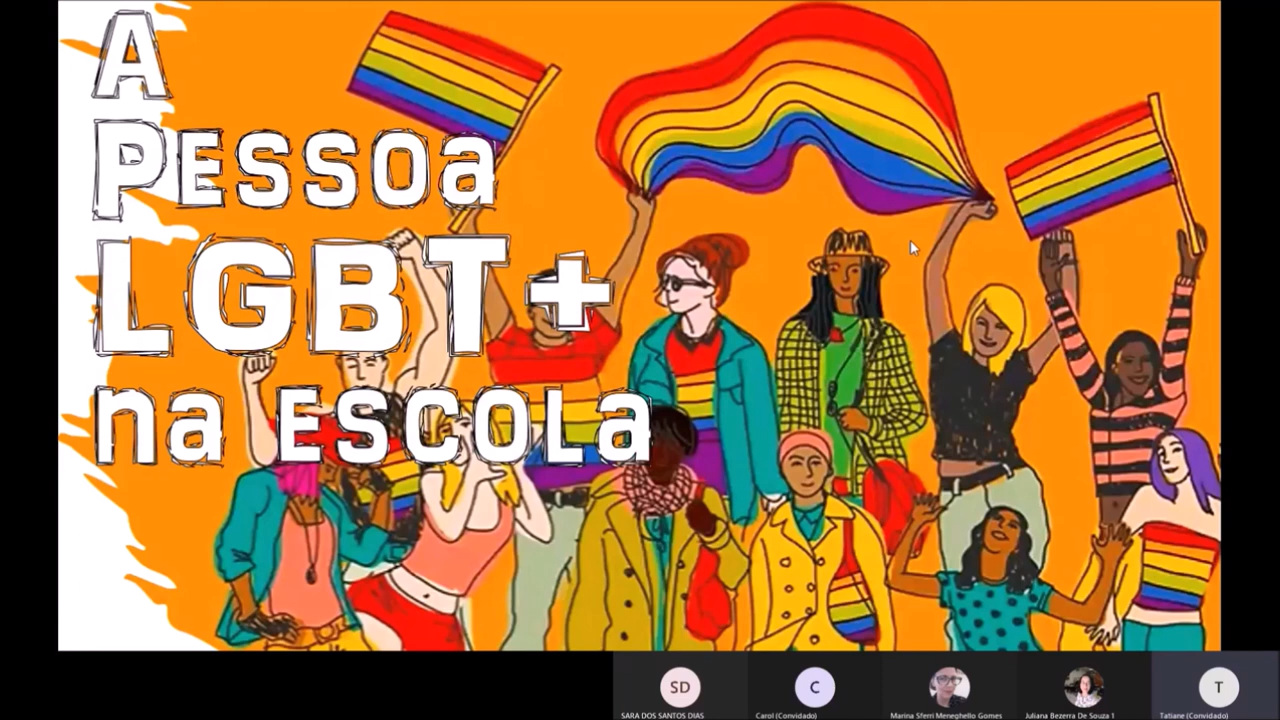 A
Pessoa
LGBT+
na escola
SD
C
T
SARA DOS SANTOS DIAS
Carol (Convidado)
Marina Sferri Meneghello Gomes
Juliana Bezerra De Souza 1
Tatiane (Convidado)